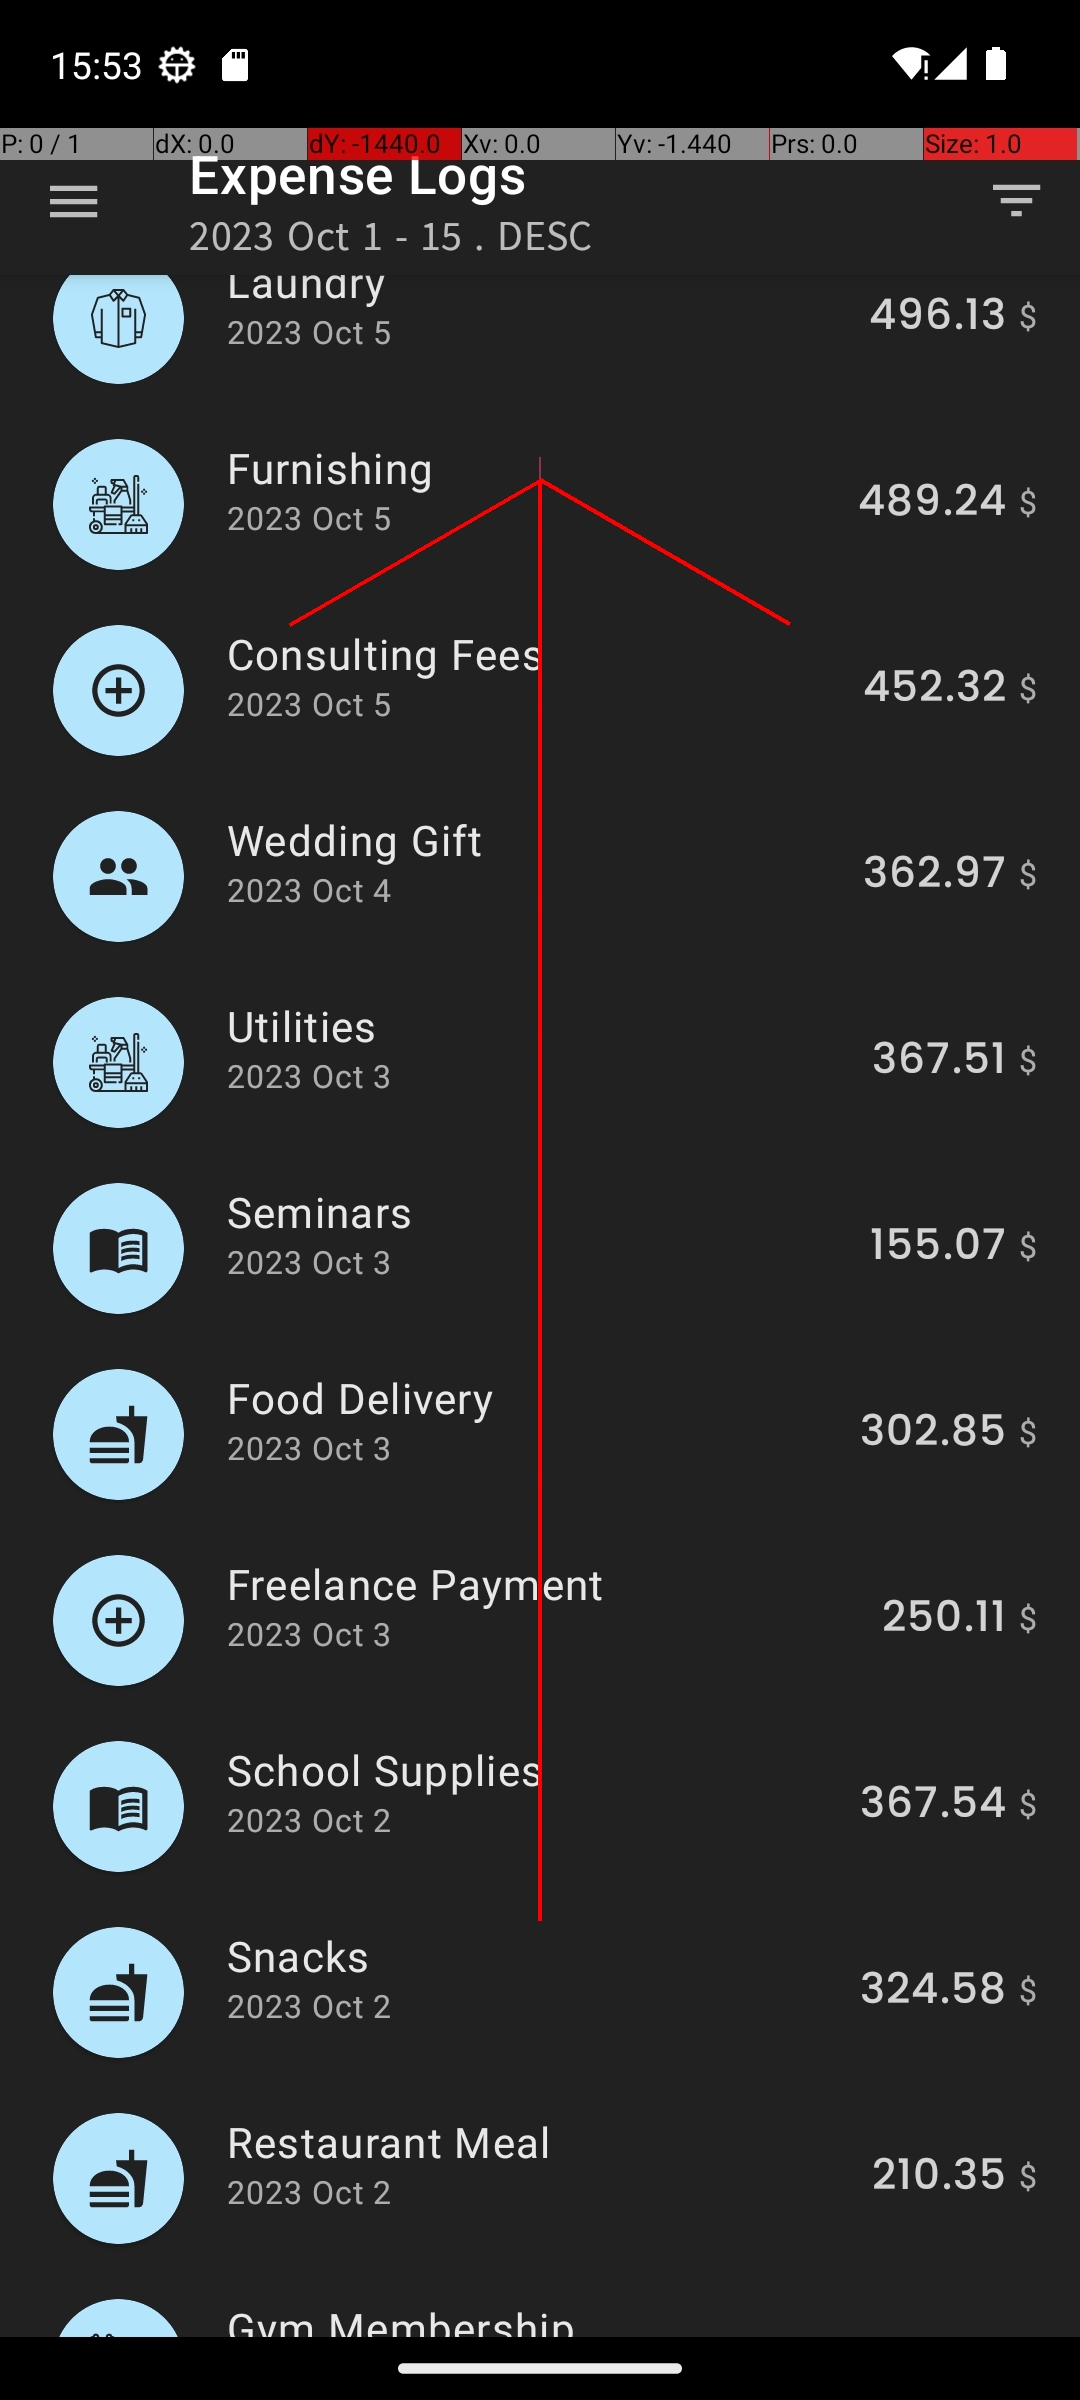 15:53
P: 0 / 1 dX: 0.0 dY: -1440.0 Xv: 0.0 Yv: -1.440 Prs: 0.0 Size: 1.0
Expense Logs
2023 Oct 1 - 15 . DESC
Laundry
2023 Oct 5
496.13 $
Furnishing
2023 Oct 5
489.24 $
Consulting Fees
2023 Oct 5
452.32 $
Wedding Gift
2023 Oct 4
362.97 $
Utilities
2023 Oct 3
367.51 $
Seminars
2023 Oct 3
155.07 $
Food Delivery
2023 Oct 3
302.85 $
Freelance Payment
2023 Oct 3
250.11 $
School Supplies
2023 Oct 2
367.54 $
Snacks
2023 Oct 2
324.58 $
Restaurant Meal
2023 Oct 2
210.35 $
Gym Membership